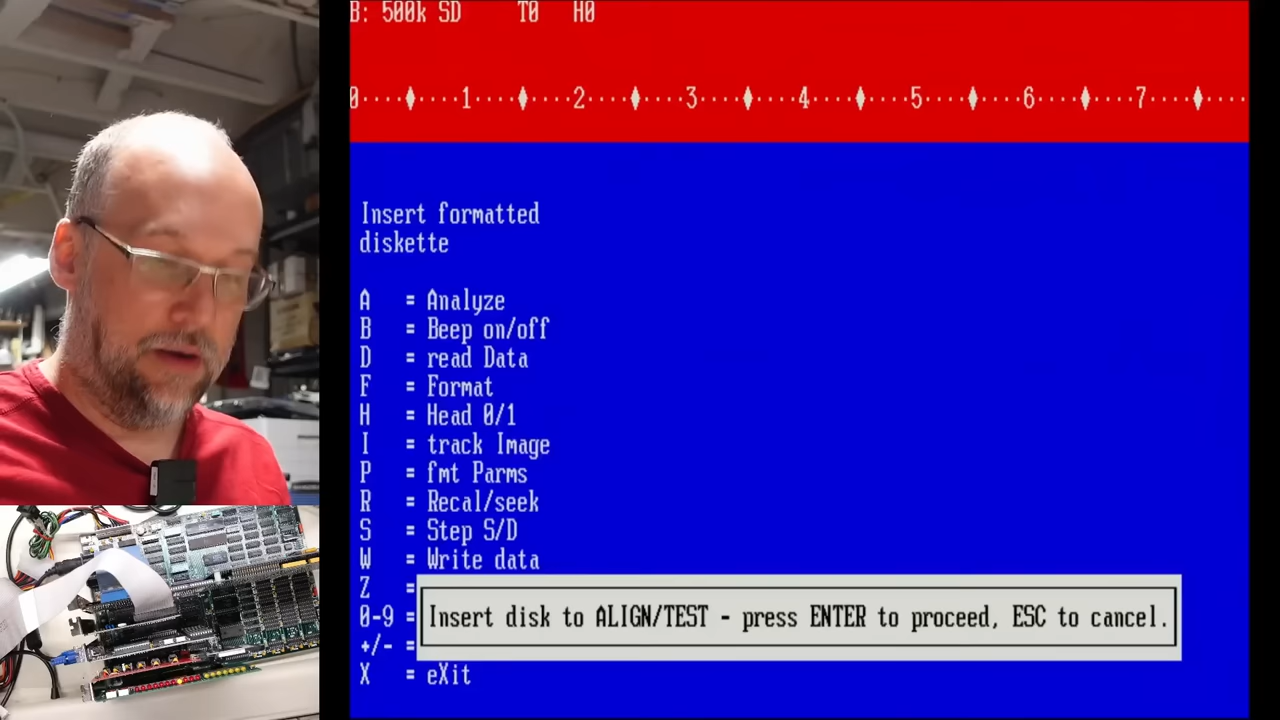 B: 500k SD T0 H0
0····♦····1····♦····2····♦····3····♦····4····♦····5····♦····6····♦····7····♦····
Insert formatted
diskette
A = Analyze
B = Beep on/off
D = read Data
F = Format
H = Head 0/1
I = track Image
P = fmt Parms
R = Recal/seek
S = Step S/D
W = Write data
Z =
0-9 =
Insert disk to ALIGN/TEST - press ENTER to proceed, ESC to cancel.
+/- =
X = eXit